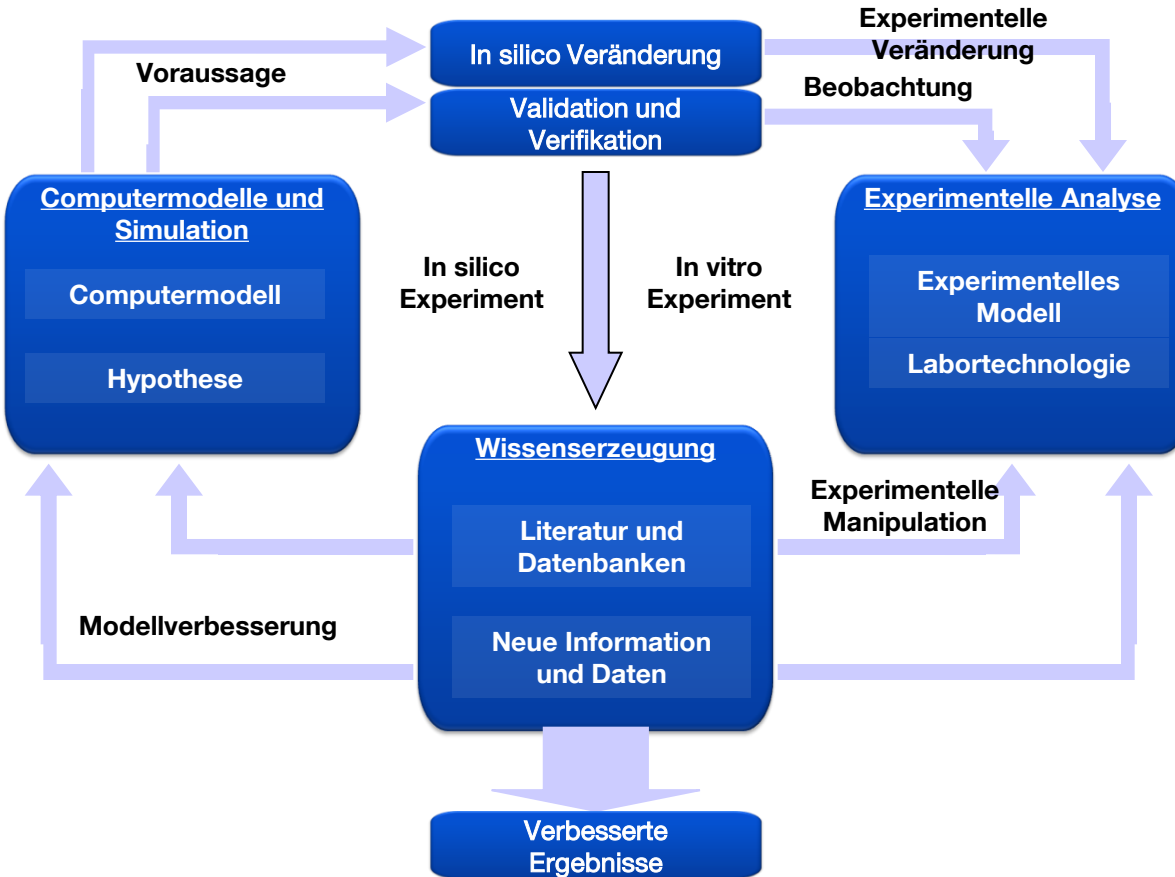 In silico Veränderung
Experimentelle
Veränderung
Voraussage
Validation und
Verifikation
Beobachtung
Computermodelle und
Simulation
Computermodell
Hypothese
In silico
Experiment
In vitro
Experiment
Experimentelle Analyse
Experimentelles
Modell
Labortechnologie
Wissenserzeugung
Literatur und
Datenbanken
Neue Information
und Daten
Experimentelle
Manipulation
Modellverbesserung
Verbesserte
Ergebnisse